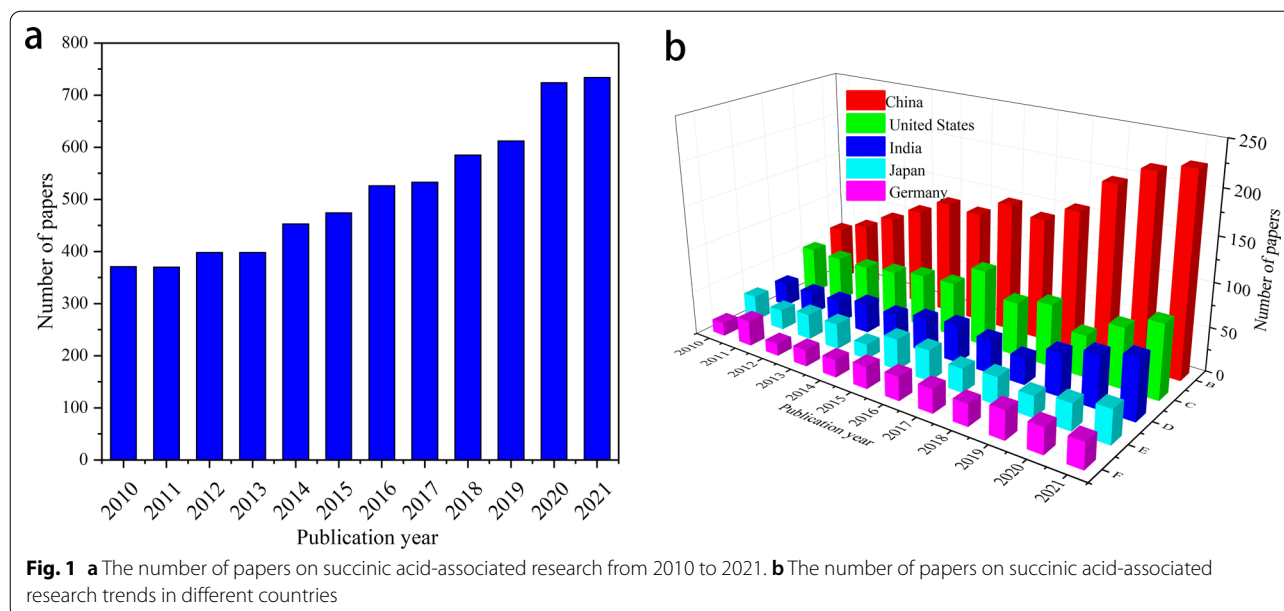 a
800
700
600
500
400
300
200
100
0
Number of papers
2010
2011
2012
2013
2014
2015
2016
2017
2018
2019
2020
2021
Publication year
b
China
United States
India
Japan
Germany
250
200
150
100
50
0
Number of papers
2010
2011
2012
2013
2014
2015
2016
2017
2018
2019
2020
2021
Publication year
B
C
D
E
F
Fig. 1 a The number of papers on succinic acid-associated research from 2010 to 2021. b The number of papers on succinic acid-associated
research trends in different countries